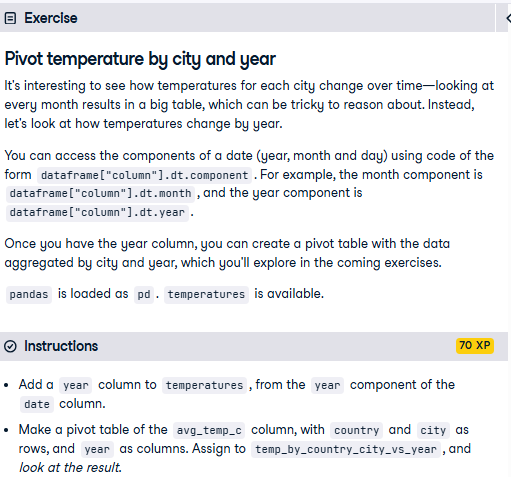 Exercise
Pivot temperature by city and year
It's interesting to see how temperatures for each city change over time—looking at
every month results in a big table, which can be tricky to reason about. Instead,
let's look at how temperatures change by year.
You can access the components of a date (year, month and day) using code of the
form dataframe["column"].dt.component . For example, the month component is
dataframe["column"].dt.month , and the year component is
dataframe["column"].dt.year .
Once you have the year column, you can create a pivot table with the data
aggregated by city and year, which you'll explore in the coming exercises.
pandas is loaded as pd . temperatures is available.
Instructions 70 XP
• Add a year column to temperatures , from the year component of the
date column.
• Make a pivot table of the avg_temp_c column, with country and city as
rows, and year as columns. Assign to temp_by_country_city_vs_year , and
look at the result.